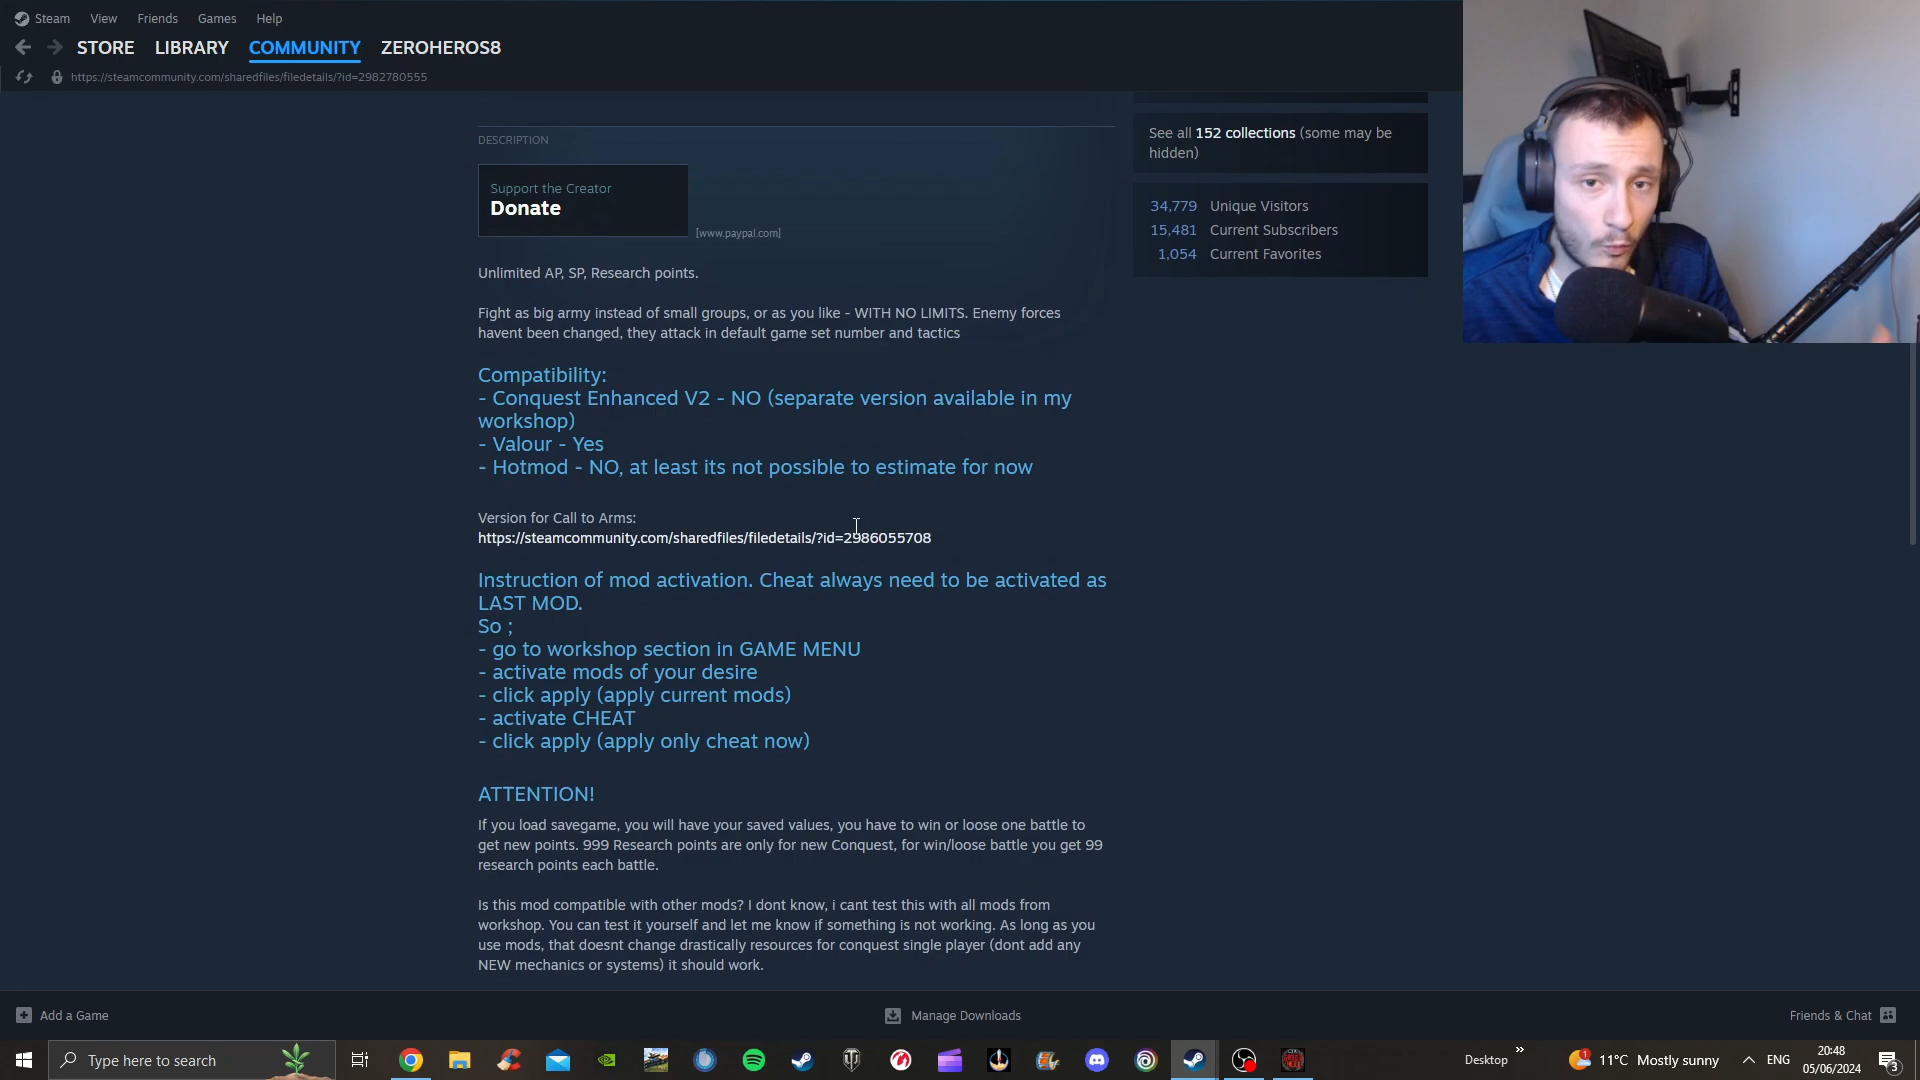 Steam View Friends Games Help
STORE LIBRARY COMMUNITY ZEROHEROS8
https://steamcommunity.com/sharedfiles/filedetails/?id=2982780555
DESCRIPTION
Support the Creator
Donate
[www.paypal.com]
Unlimited AP, SP, Research points.
Fight as big army instead of small groups, or as you like - WITH NO LIMITS. Enemy forces
havent been changed, they attack in default game set number and tactics
Compatibility:
- Conquest Enhanced V2 - NO (separate version available in my
workshop)
- Valour - Yes
- Hotmod - NO, at least its not possible to estimate for now
Version for Call to Arms:
https://steamcommunity.com/sharedfiles/filedetails/?id=2986055708
Instruction of mod activation. Cheat always need to be activated as
LAST MOD.
So ;
- go to workshop section in GAME MENU
- activate mods of your desire
- click apply (apply current mods)
- activate CHEAT
- click apply (apply only cheat now)
ATTENTION!
If you load savegame, you will have your saved values, you have to win or loose one battle to
get new points. 999 Research points are only for new Conquest, for win/loose battle you get 99
research points each battle.
Is this mod compatible with other mods? I dont know, i cant test this with all mods from
workshop. You can test it yourself and let me know if something is not working. As long as you
use mods, that doesnt change drastically resources for conquest single player (dont add any
NEW mechanics or systems) it should work.
See all 152 collections (some may be
hidden)
34,779 Unique Visitors
15,481 Current Subscribers
1,054 Current Favorites
Add a Game
Manage Downloads
Friends & Chat
Type here to search
Desktop
1
11°C Mostly sunny
ENG
20:48
05/06/2024
3